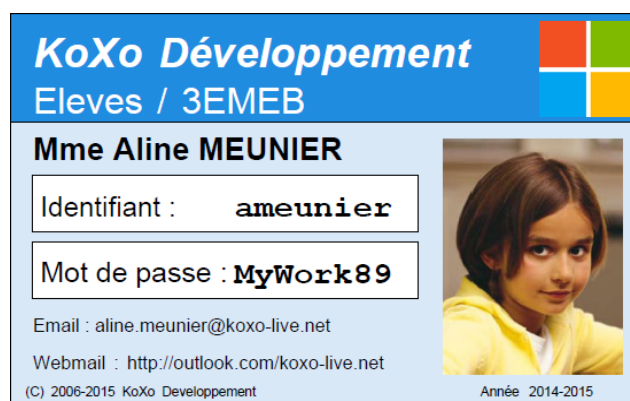 KoXo Développement
Eleves / 3EMEB
Mme Aline MEUNIER
Identifiant : ameunier
Mot de passe : MyWork89
Email : aline.meunier@koxo-live.net
Webmail : http://outlook.com/koxo-live.net
(C) 2006-2015 KoXo Developpement Année 2014-2015